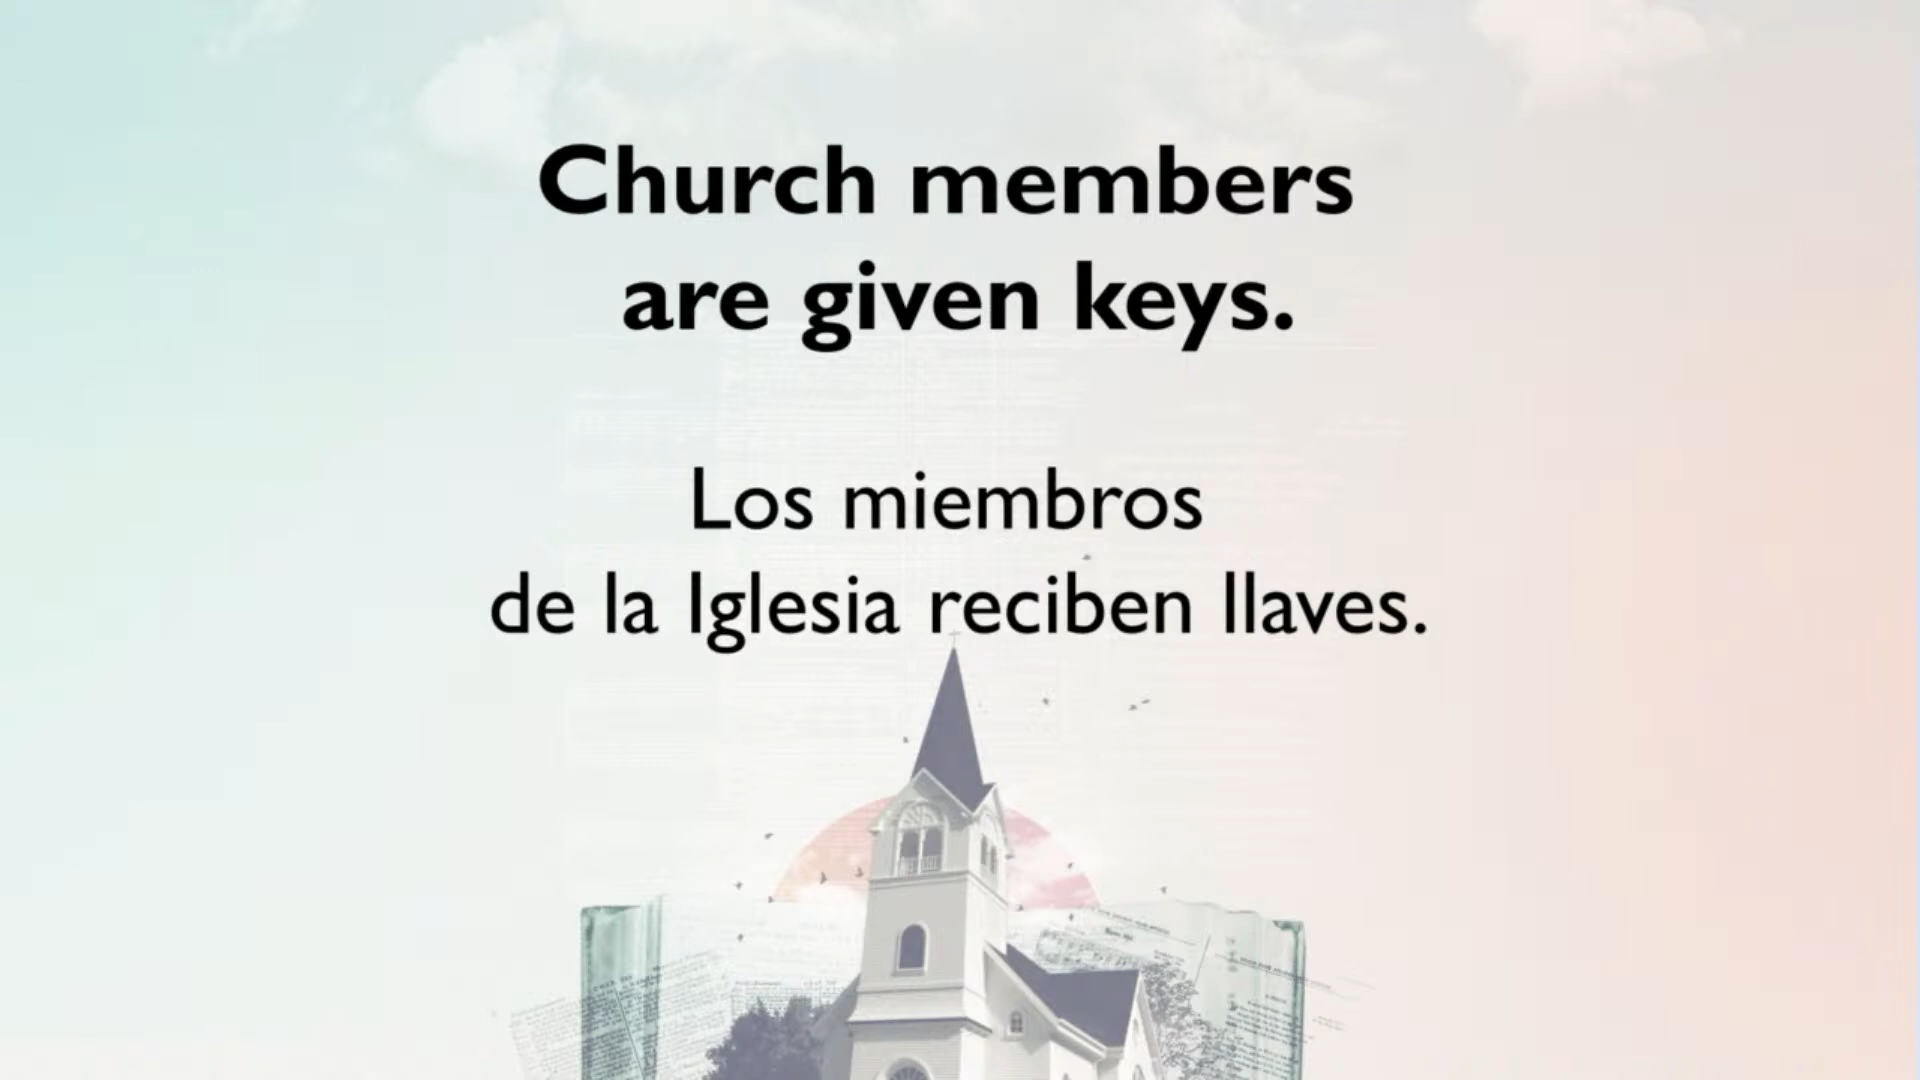 Church members
are given keys.
Los miembros
de la Iglesia reciben llaves.